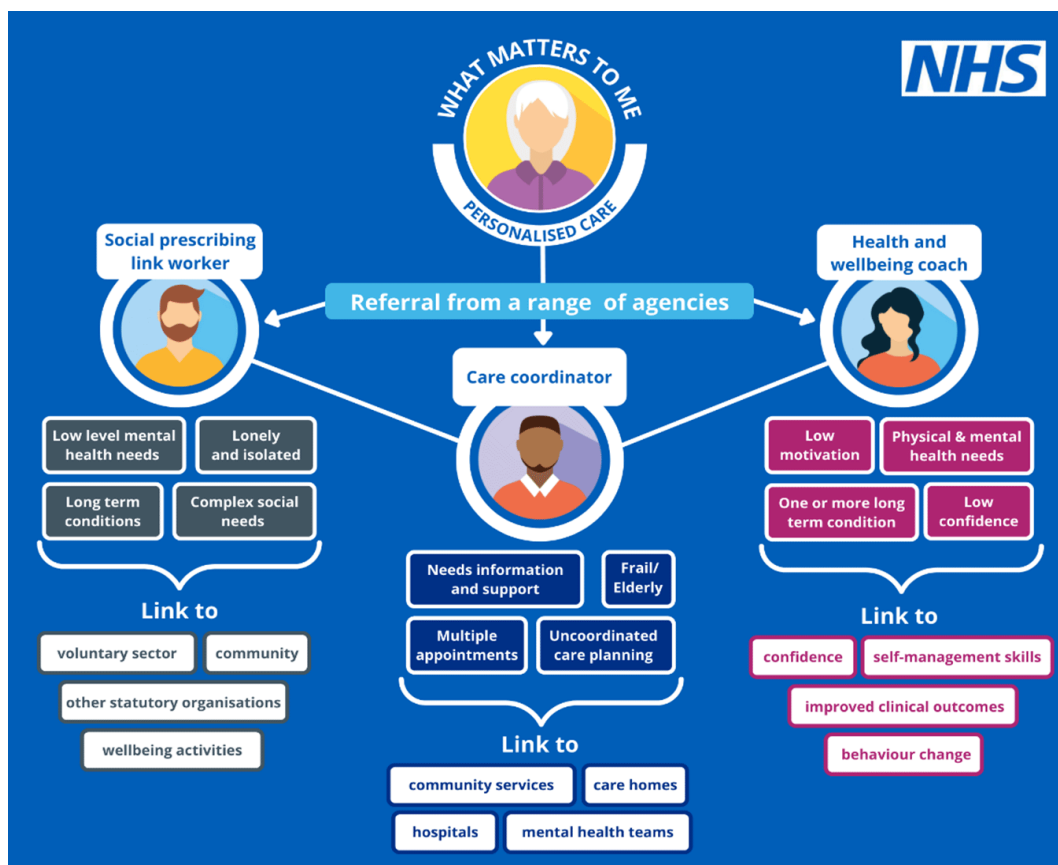 WHAT MATTERS TO ME
NHS
PERSONALISED CARE
Referral from a range of agencies
Social prescribing
link worker
Low level mental
health needs
Lonely
and isolated
Long term
conditions
Complex social
needs
Link to
voluntary sector
community
other statutory organisations
wellbeing activities
Care coordinator
Needs information
and support
Frail/
Elderly
Multiple
appointments
Uncoordinated
care planning
Link to
community services
care homes
hospitals
mental health teams
Health and
wellbeing coach
Low
motivation
Physical & mental
health needs
One or more long
term condition
Low
confidence
Link to
confidence
self-management skills
improved clinical outcomes
behaviour change